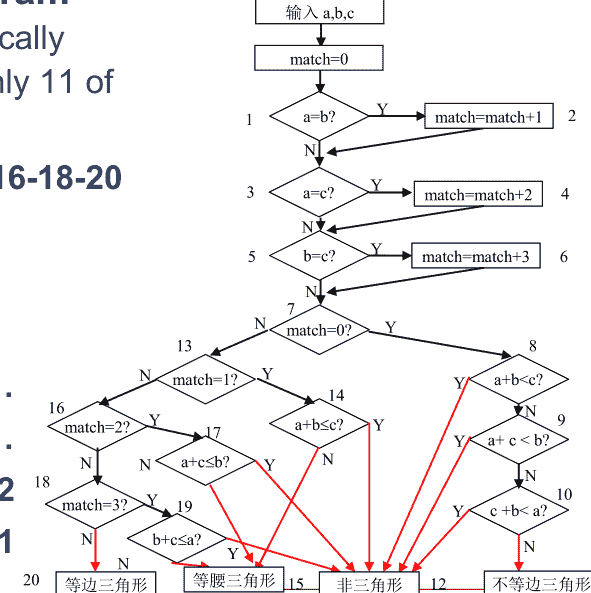 cally
nly 11 of
16-18-20
.
.
2
1
输入 a,b,c
match=0
1
a=b?
Y
match=match+1
2
N
3
a=c?
Y
match=match+2
4
N
5
b=c?
Y
match=match+3
6
N
7
match=0?
N
Y
13
match=1?
N
Y
8
a+b<c?
Y
N
14
a+b≤c?
Y
N
9
a+ c < b?
Y
N
16
match=2?
Y
N
17
a+c≤b?
N
Y
10
c +b< a?
Y
N
18
match=3?
Y
N
19
b+c≤a?
N
Y
20
等边三角形
等腰三角形
15
非三角形
12
不等边三角形